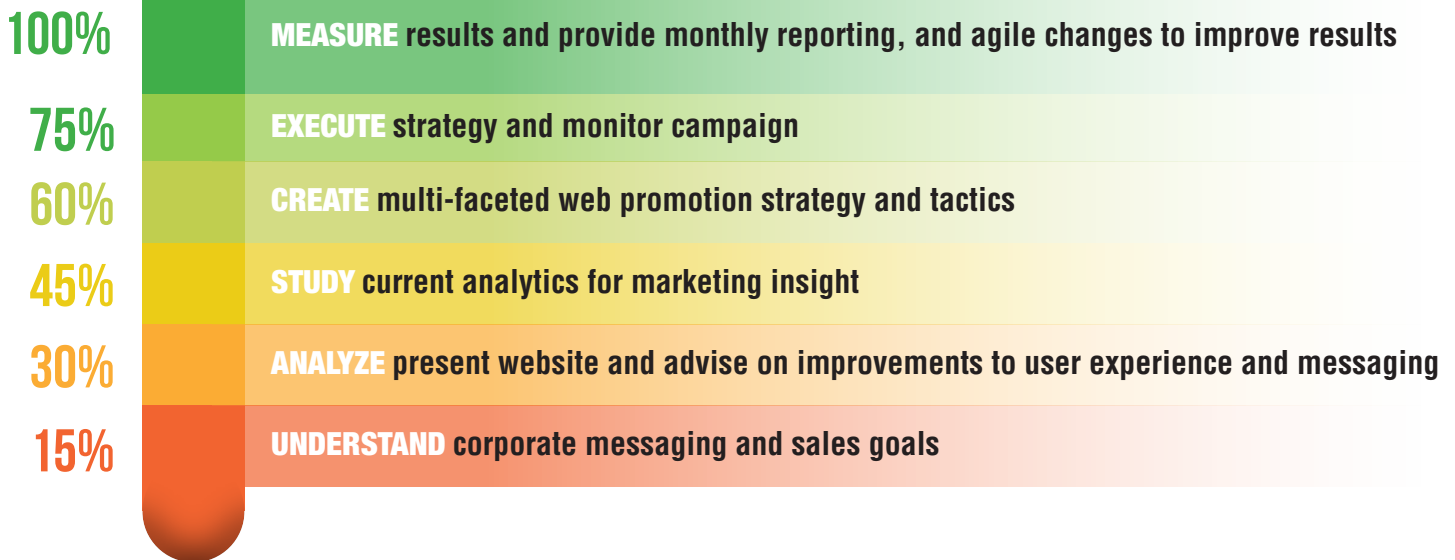 100% MEASURE results and provide monthly reporting, and agile changes to improve results
75% EXECUTE strategy and monitor campaign
60% CREATE multi-faceted web promotion strategy and tactics
45% STUDY current analytics for marketing insight
30% ANALYZE present website and advise on improvements to user experience and messaging
15% UNDERSTAND corporate messaging and sales goals